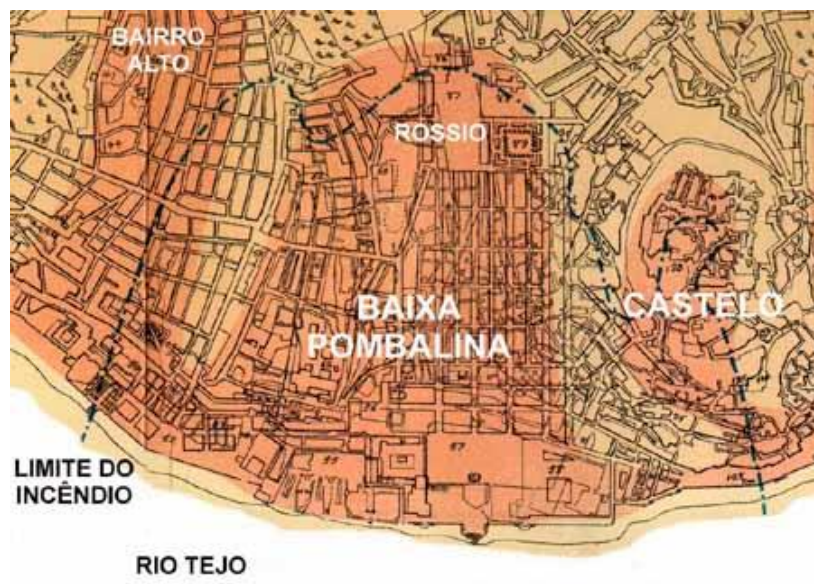 BAIRRO
ALTO
ROSSIO
BAIXA
POMBALINA
CASTELO
LIMITE DO
INCÊNDIO
RIO TEJO